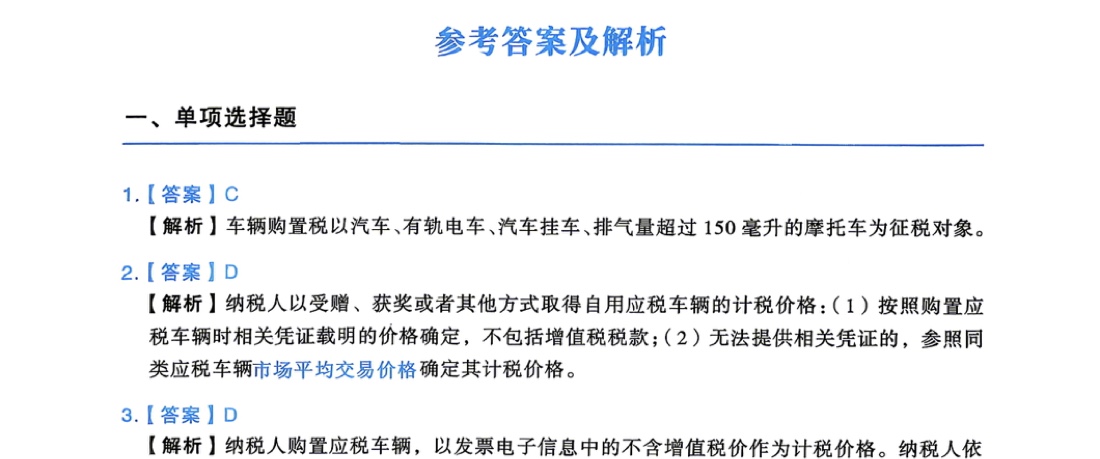 参考答案及解析
一、单项选择题
1.【答案】C
【解析】车辆购置税以汽车、有轨电车、汽车挂车、排气量超过 150 毫升的摩托车为征税对象。
2.【答案】D
【解析】纳税人以受赠、获奖或者其他方式取得自用应税车辆的计税价格：（1）按照购置应
税车辆时相关凭证载明的价格确定，不包括增值税税款；（2）无法提供相关凭证的，参照同
类应税车辆市场平均交易价格确定其计税价格。
3.【答案】D
【解析】纳税人购置应税车辆，以发票电子信息中的不含增值税价作为计税价格。纳税人依